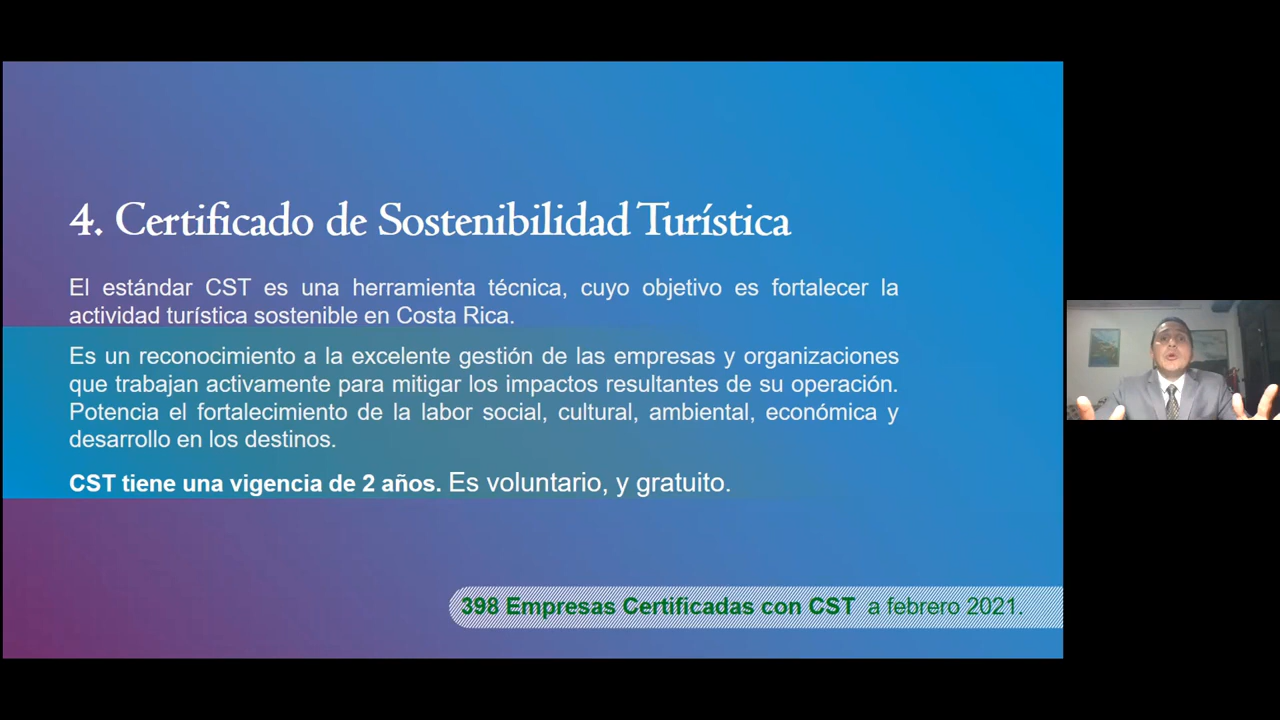 4. Certificado de Sostenibilidad Turística
El estándar CST es una herramienta técnica, cuyo objetivo es fortalecer la
actividad turística sostenible en Costa Rica.
Es un reconocimiento a la excelente gestión de las empresas y organizaciones
que trabajan activamente para mitigar los impactos resultantes de su operación.
Potencia el fortalecimiento de la labor social, cultural, ambiental, económica y
desarrollo en los destinos.
CST tiene una vigencia de 2 años. Es voluntario, y gratuito.
398 Empresas Certificadas con CST a febrero 2021.